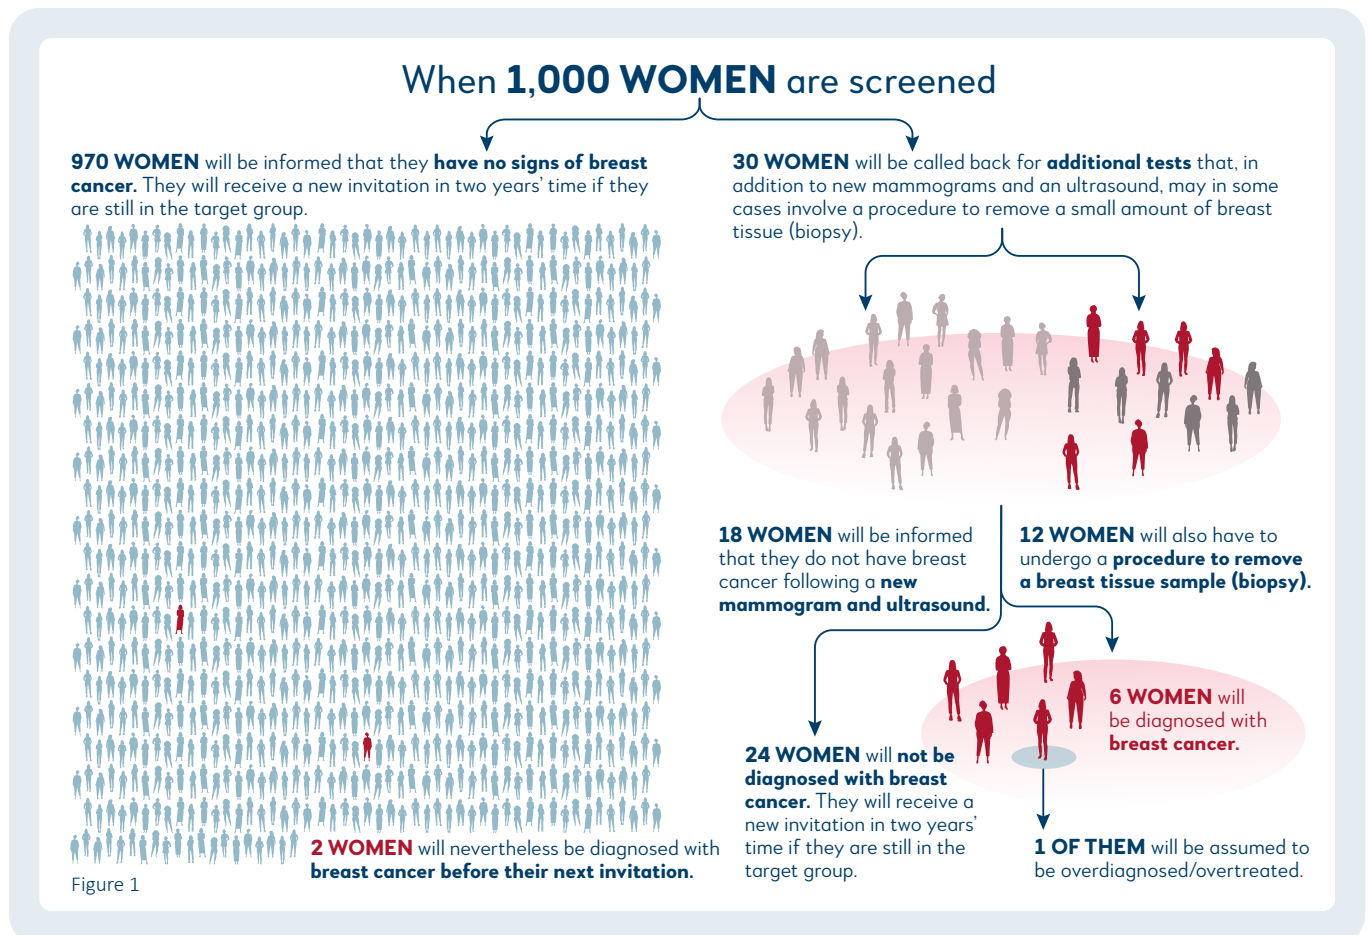 When 1,000 WOMEN are screened
970 WOMEN will be informed that they have no signs of breast
cancer. They will receive a new invitation in two years’ time if they
are still in the target group.
30 WOMEN will be called back for additional tests that, in
addition to new mammograms and an ultrasound, may in some
cases involve a procedure to remove a small amount of breast
tissue (biopsy).
18 WOMEN will be informed
that they do not have breast
cancer following a new
mammogram and ultrasound.
12 WOMEN will also have to
undergo a procedure to remove
a breast tissue sample (biopsy).
6 WOMEN will
be diagnosed with
breast cancer.
24 WOMEN will not be
diagnosed with breast
cancer. They will receive a
new invitation in two years’
time if they are still in the
target group.
1 OF THEM will be assumed to
be overdiagnosed/overtreated.
2 WOMEN will nevertheless be diagnosed with
breast cancer before their next invitation.
Figure 1